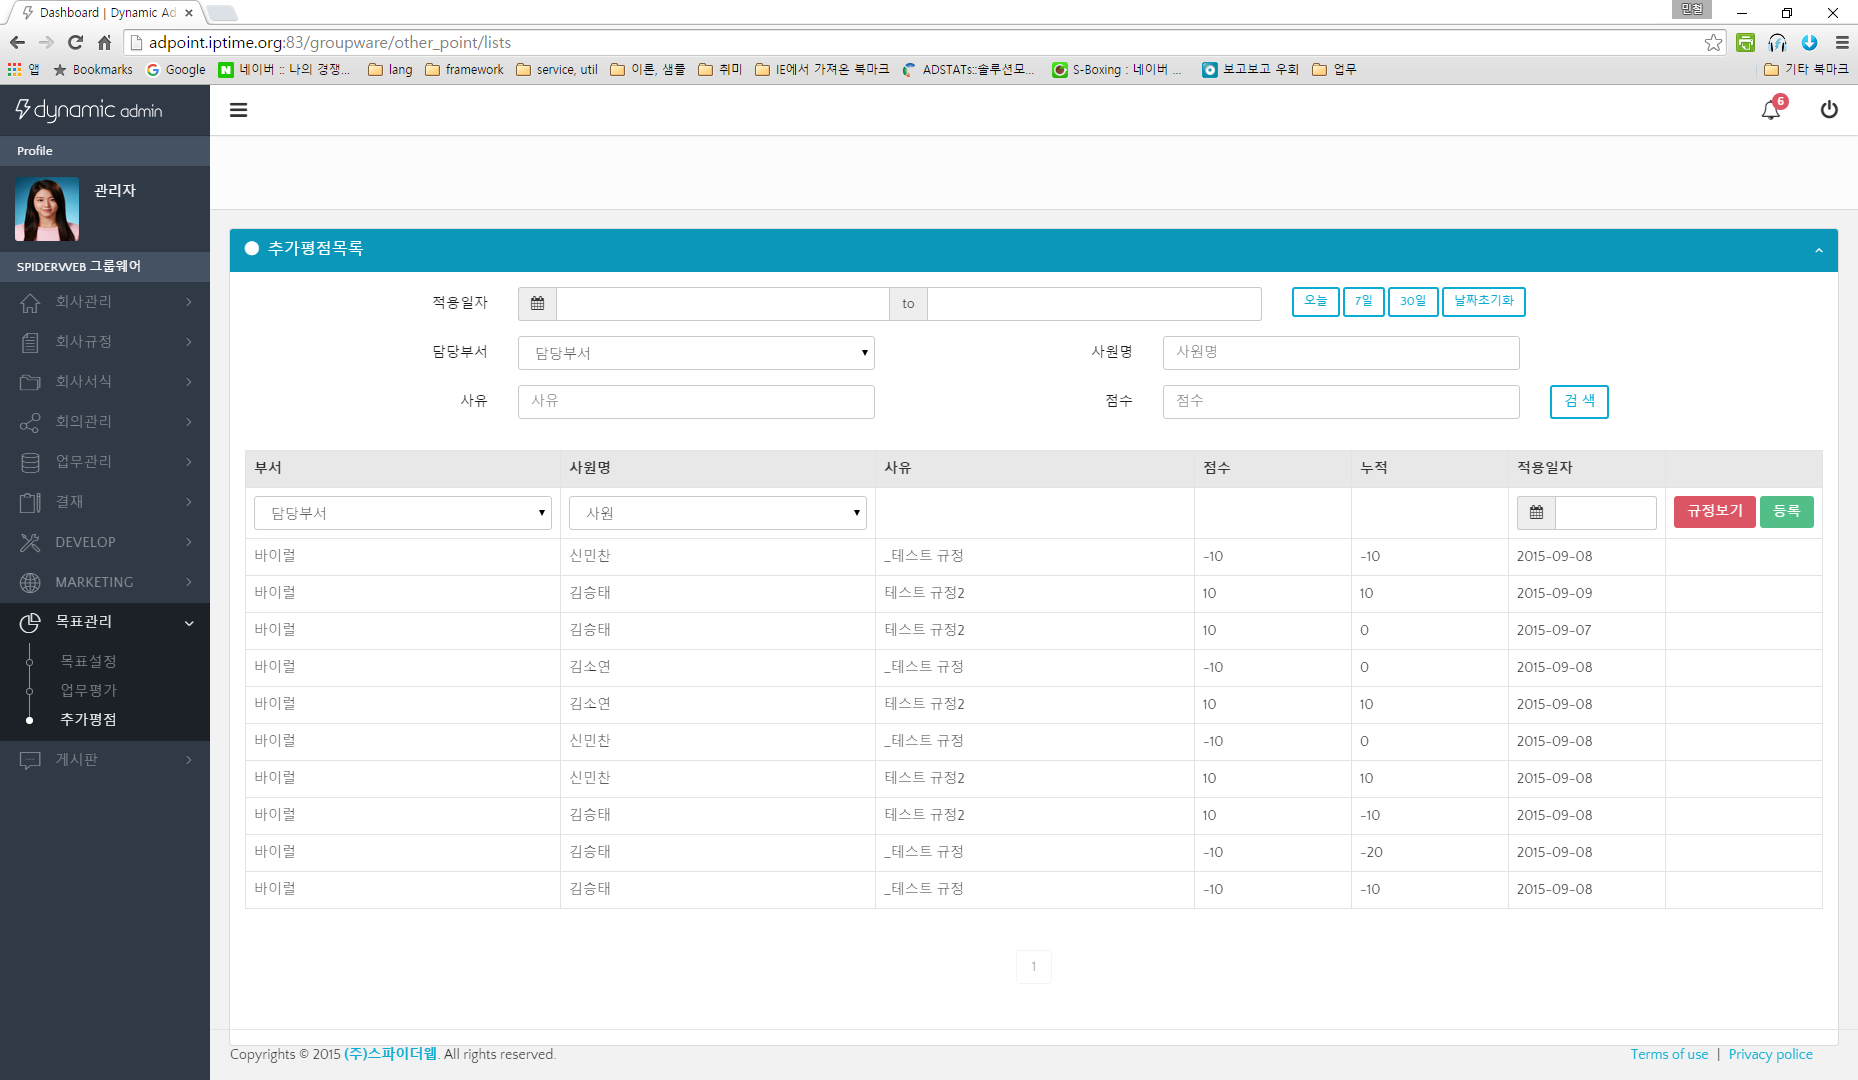 Dashboard | Dynamic Ad
민철
adpoint.iptime.org:83/groupware/other_point/lists
앱 Bookmarks Google 네이버 :: 나의 경쟁... lang framework service, util 이론, 샘플 취미 IE에서 가져온 북마크 ADSTATs::솔루션모... S-Boxing : 네이버 ... 보고보고 우회 업무 기타 북마크
dynamic admin
6
Profile
관리자
SPIDERWEB 그룹웨어
회사관리
회사규정
회사서식
회의관리
업무관리
결재
DEVELOP
MARKETING
목표관리
목표설정
업무평가
추가평점
게시판
추가평점목록
적용일자 to 오늘 7일 30일 날짜초기화
담당부서 담당부서 사원명 사원명
사유 사유 점수 점수 검 색
부서 사원명 사유 점수 누적 적용일자
담당부서 사원 규정보기 등록
바이럴 신민찬 _테스트 규정 -10 -10 2015-09-08
바이럴 김승태 테스트 규정2 10 10 2015-09-09
바이럴 김승태 테스트 규정2 10 0 2015-09-07
바이럴 김소연 _테스트 규정 -10 0 2015-09-08
바이럴 김소연 테스트 규정2 10 10 2015-09-08
바이럴 신민찬 _테스트 규정 -10 0 2015-09-08
바이럴 신민찬 테스트 규정2 10 10 2015-09-08
바이럴 김승태 테스트 규정2 10 -10 2015-09-08
바이럴 김승태 _테스트 규정 -10 -20 2015-09-08
바이럴 김승태 _테스트 규정 -10 -10 2015-09-08
1
Copyrights © 2015 (주)스파이더웹. All rights reserved. Terms of use | Privacy police